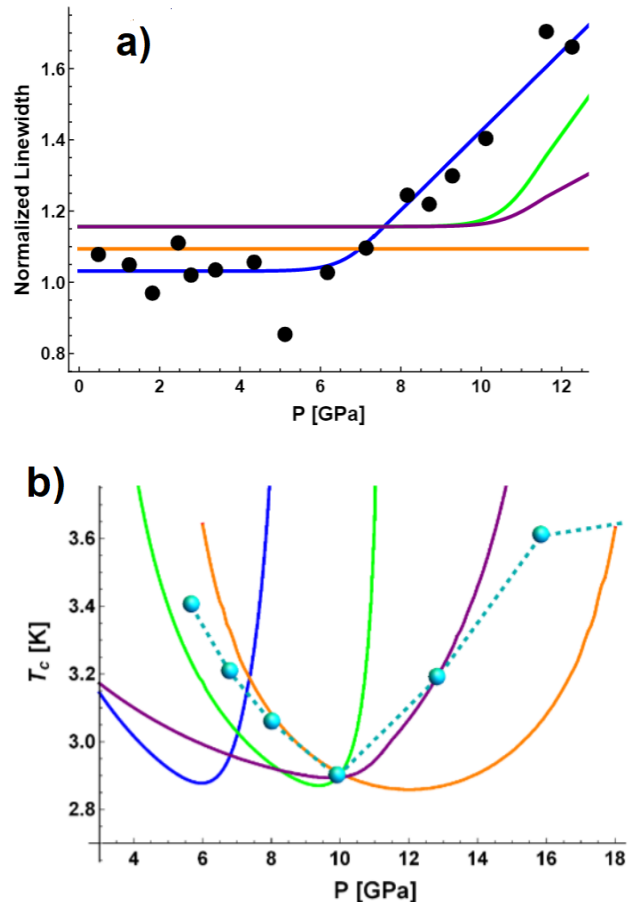 a)
Normalized Linewidth
1.6
1.4
1.2
1.0
0.8
0 2 4 6 8 10 12
P [GPa]
b)
T_c [K]
3.6
3.4
3.2
3.0
2.8
4 6 8 10 12 14 16 18
P [GPa]